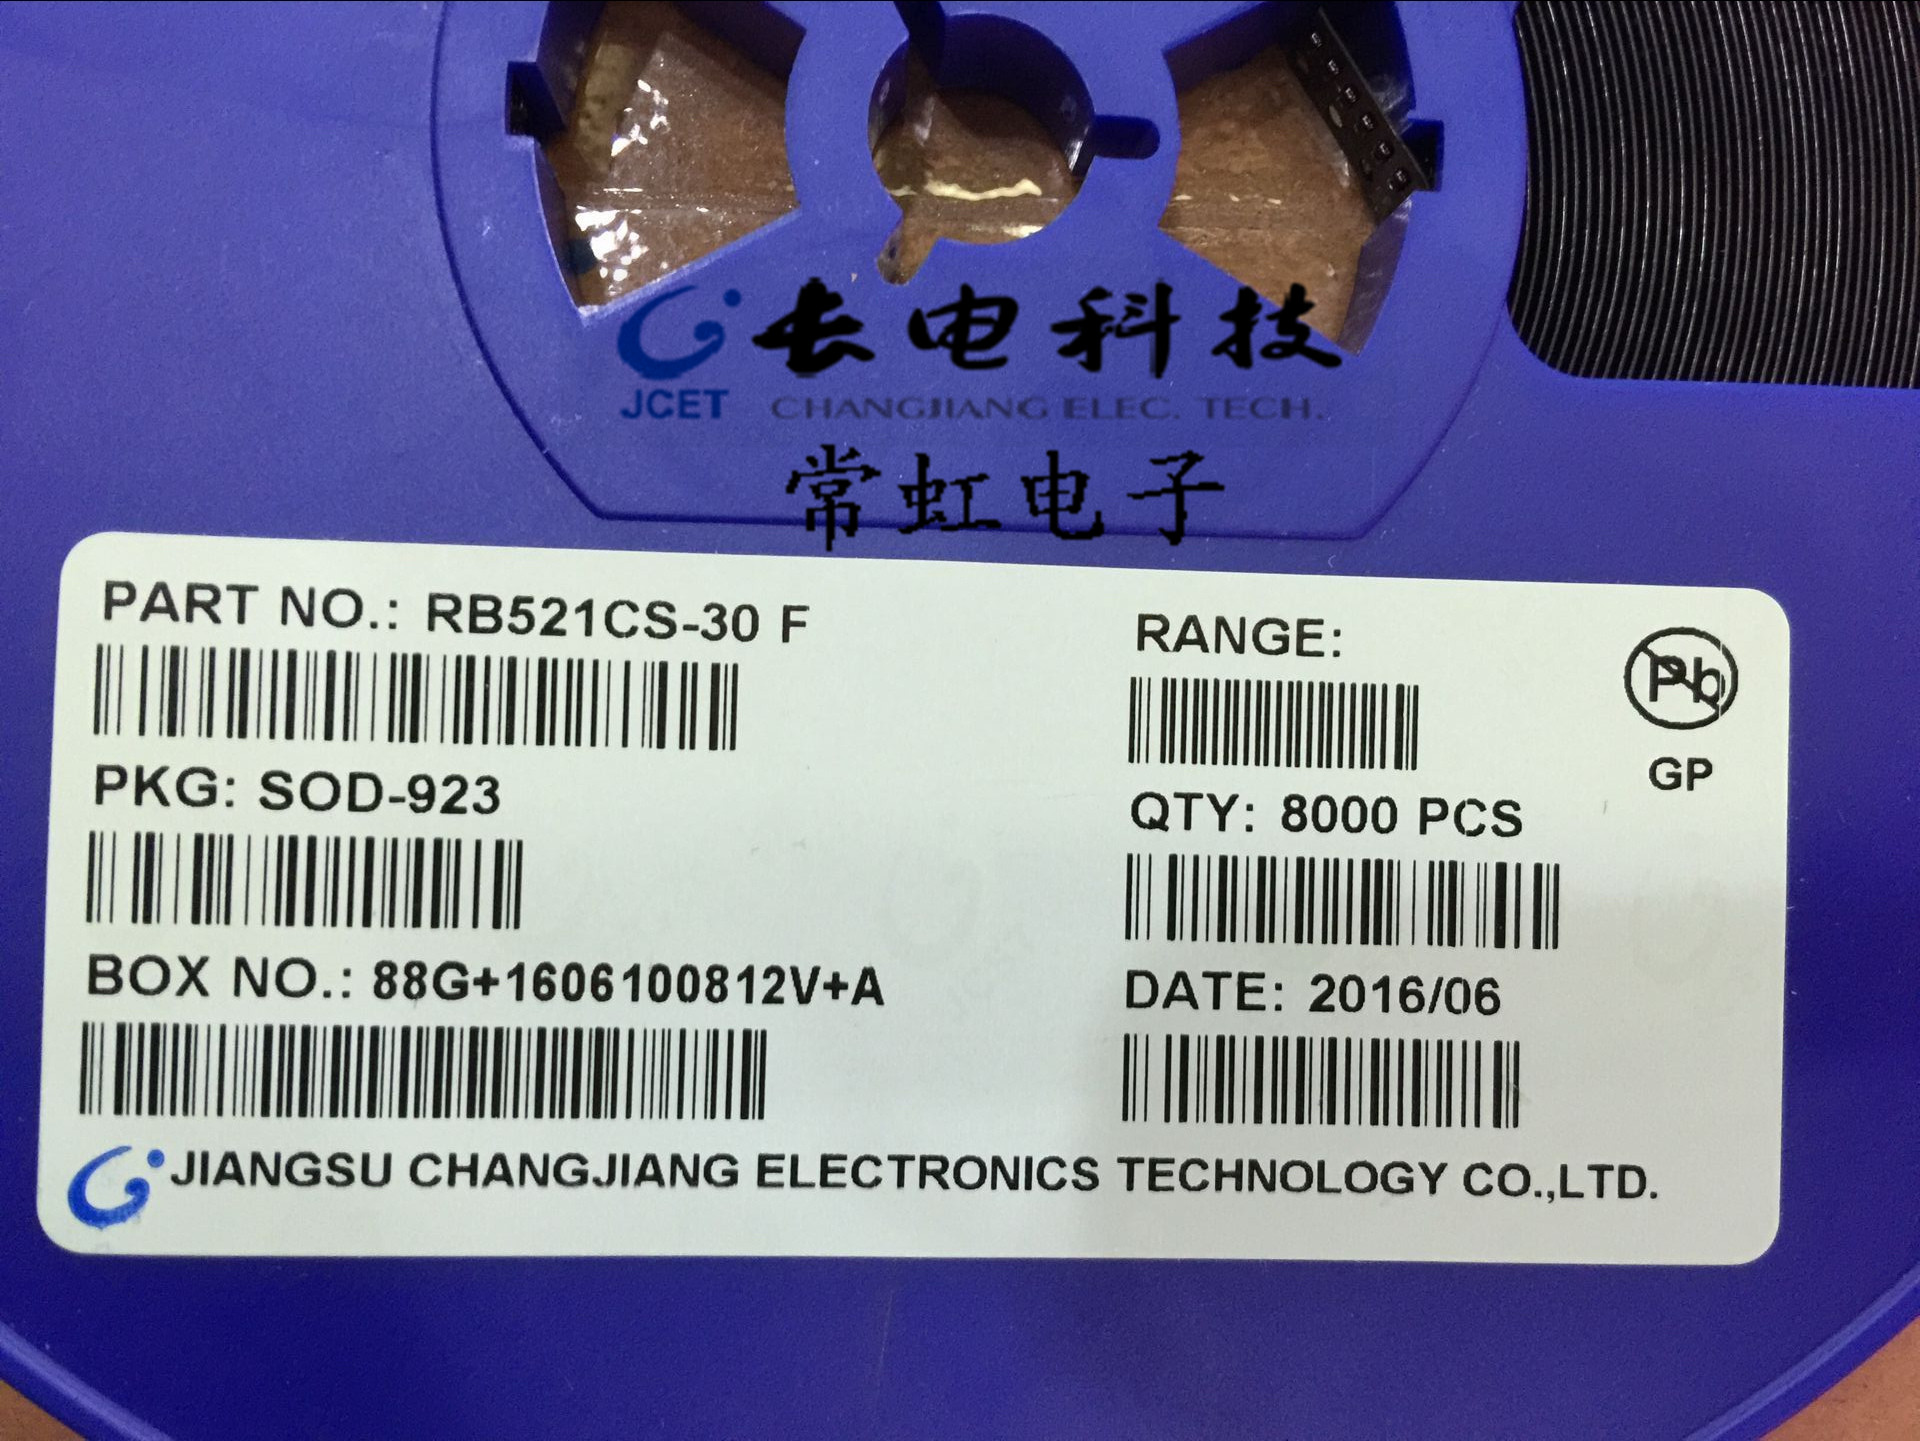 长电科技
JCET CHANGJIANG ELEC. TECH.
常虹电子
PART NO.: RB521CS-30 F
RANGE:
Pb
GP
PKG: SOD-923
QTY: 8000 PCS
BOX NO.: 88G+1606100812V+A
DATE: 2016/06
JIANGSU CHANGJIANG ELECTRONICS TECHNOLOGY CO.,LTD.